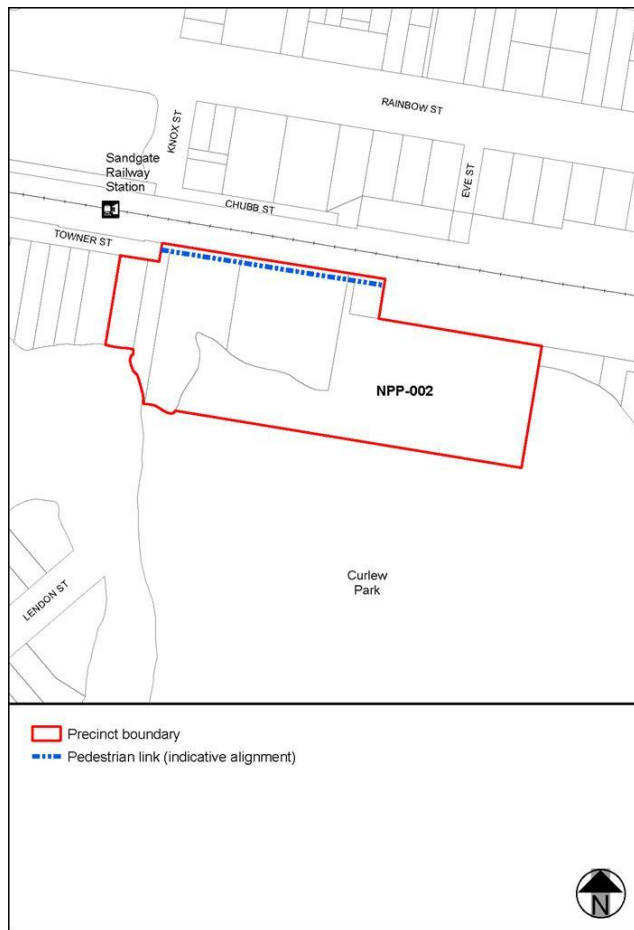 RAINBOW ST
KNOX ST
Sandgate
Railway
Station
EVE ST
CHUBB ST
TOWNER ST
NPP-002
Curlew
Park
LENDON ST
Precinct boundary
Pedestrian link (indicative alignment)
N